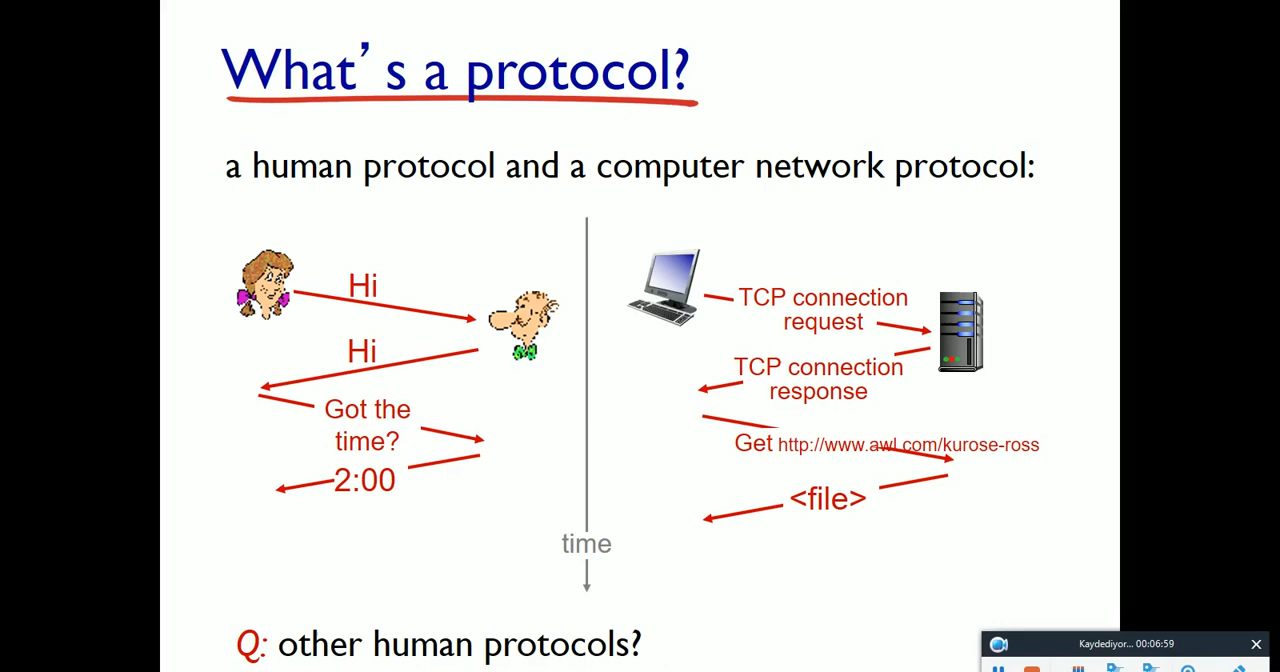 What's a protocol?
a human protocol and a computer network protocol:
Hi
Hi
Got the
time?
2:00
TCP connection
request
TCP connection
response
Get http://www.awl.com/kurose-ross
<file>
time
Q: other human protocols?
Kaydediyor... 00:06:59